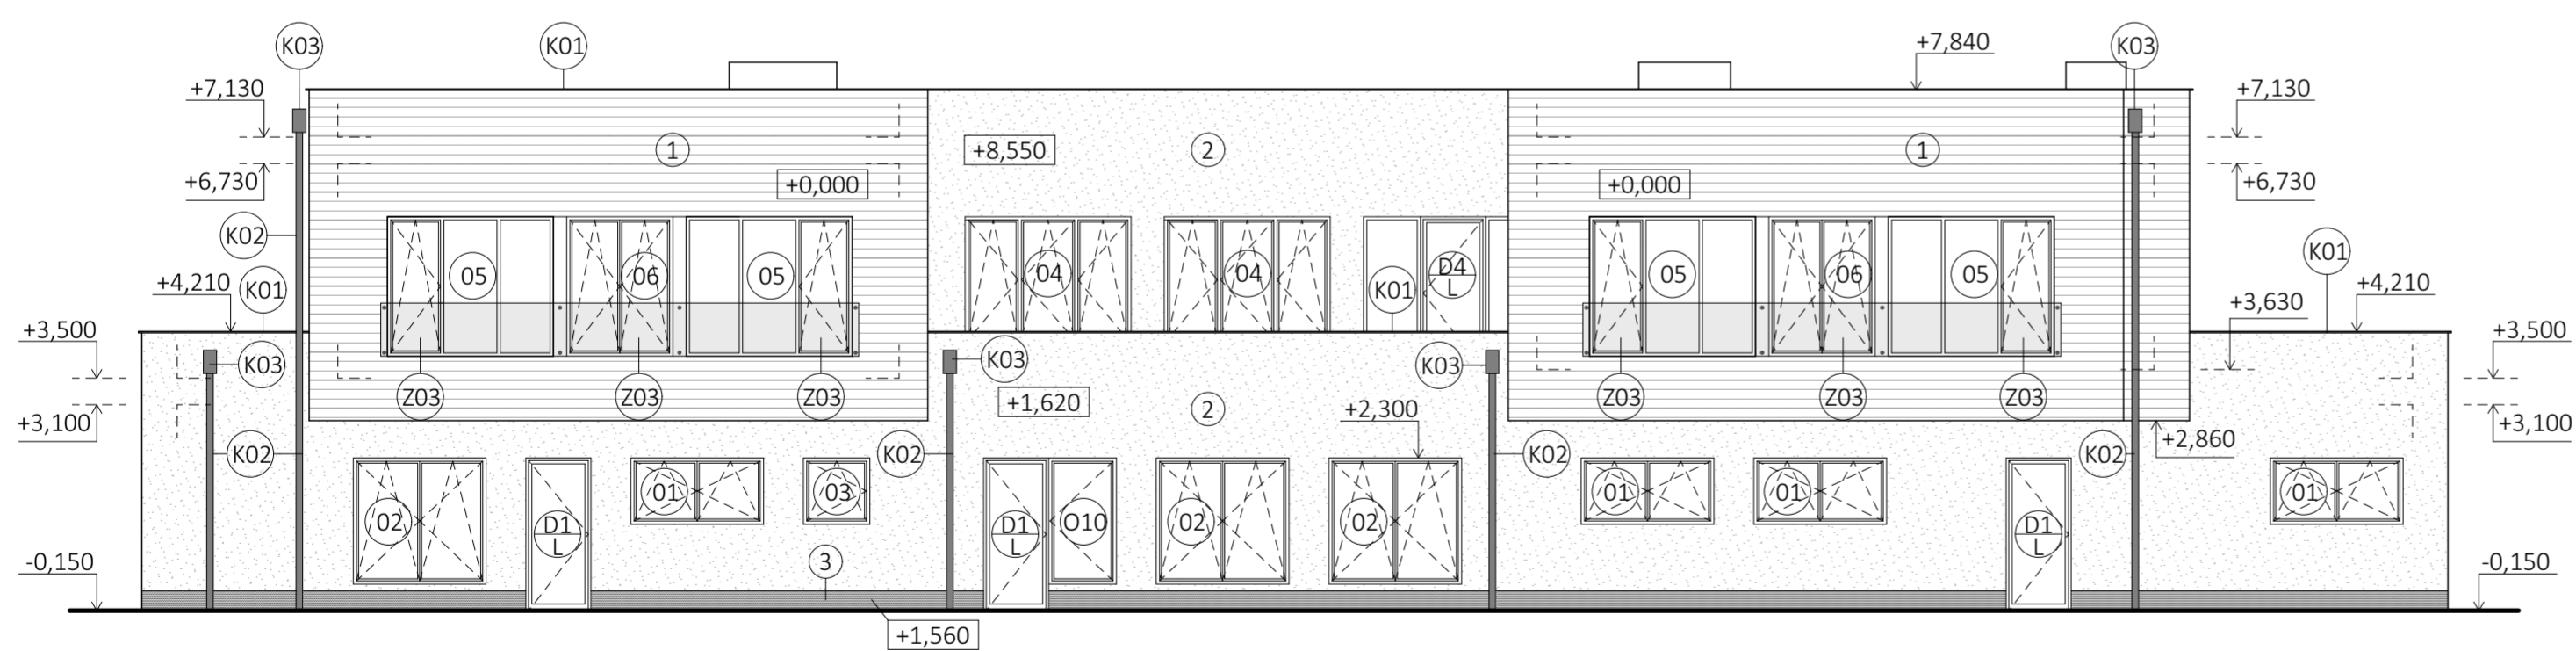 K03 K01 +7,840 K03
+7,130 +7,130
1 +8,550 2 1
+6,730 +0,000 +0,000 +6,730
K02 K01
05 06 05 04 04 D4 05 06 05
L
+4,210 K01 K01 +3,630 +4,210
+3,500 +3,500
K03 K03 K03
Z03 Z03 Z03 +1,620 2 +2,300 Z03 Z03 Z03
+3,100 +3,100
K02 K02 K02 K02 +2,860
01 03 01 01 01
02 D1 D1 O10 02 02 D1
L L L
-0,150 3 -0,150
+1,560